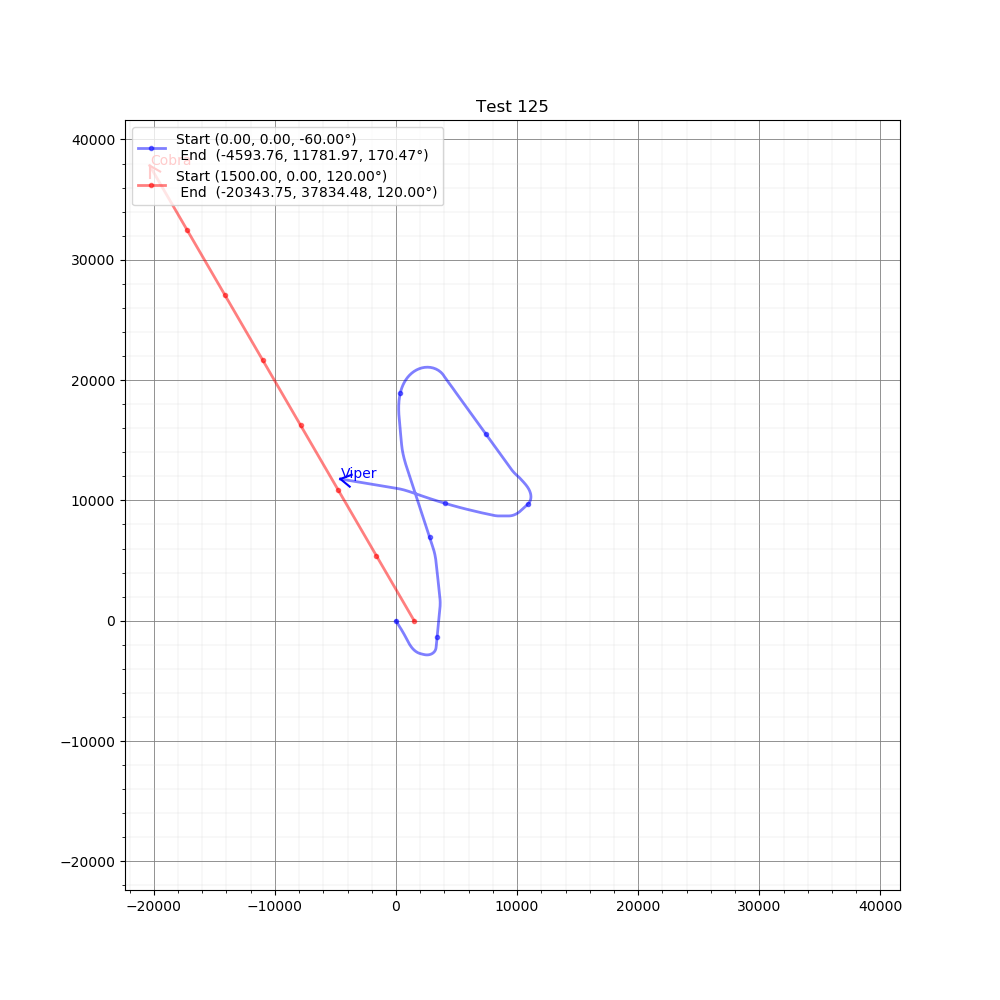 Test 125
40000
30000
20000
10000
0
−10000
−20000
Start (0.00, 0.00, -60.00°)
End (-4593.76, 11781.97, 170.47°)
Start (1500.00, 0.00, 120.00°)
End (-20343.75, 37834.48, 120.00°)
Cobra
Viper
−20000 −10000 0 10000 20000 30000 40000